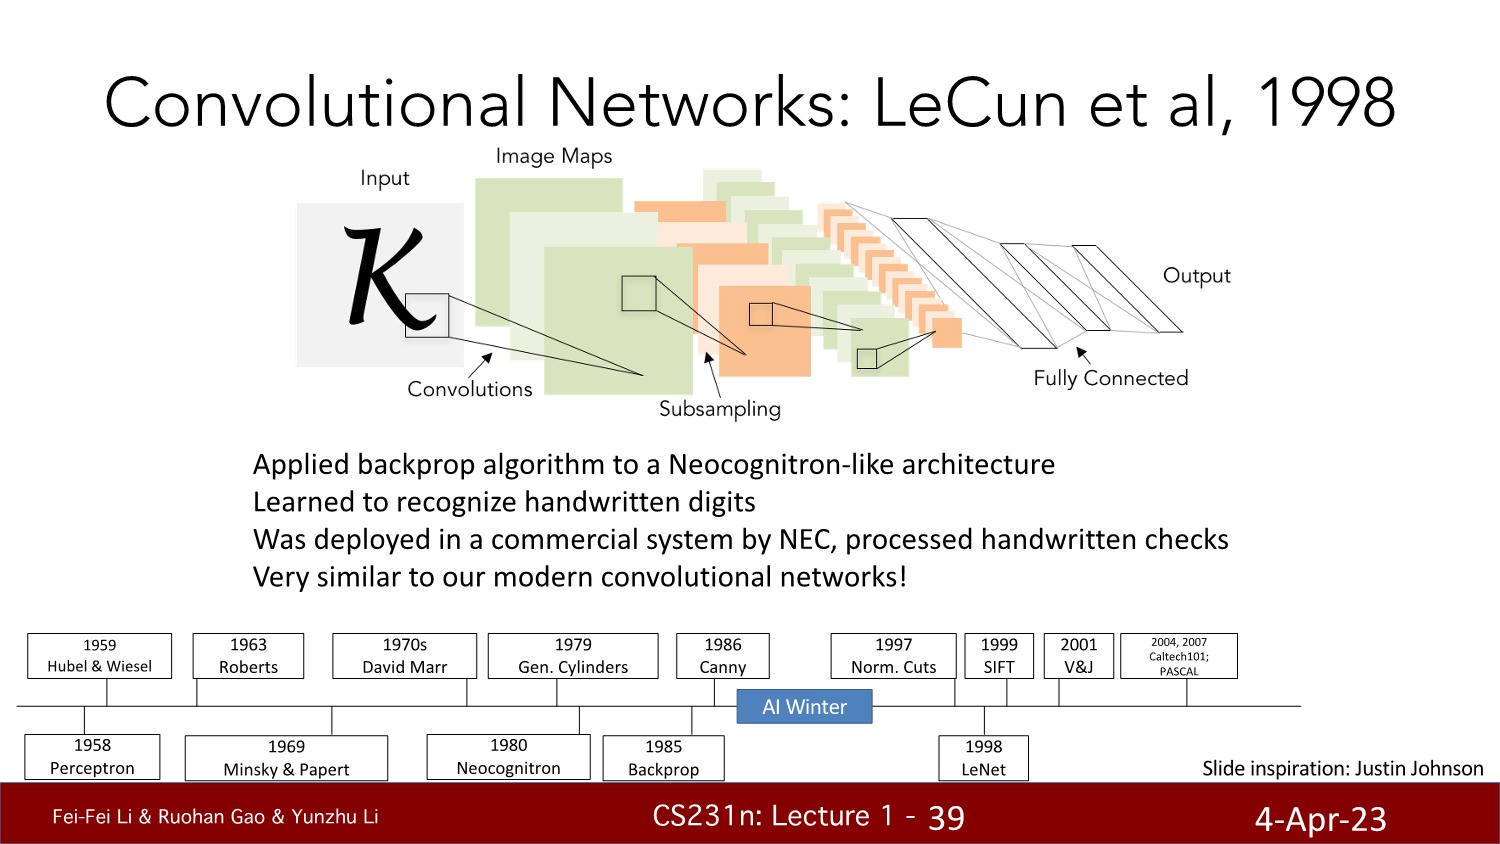 Convolutional Networks: LeCun et al, 1998
Image Maps
Input
K
Output
Convolutions
Subsampling
Fully Connected
Applied backprop algorithm to a Neocognitron-like architecture
Learned to recognize handwritten digits
Was deployed in a commercial system by NEC, processed handwritten checks
Very similar to our modern convolutional networks!
1959
Hubel & Wiesel
1963
Roberts
1970s
David Marr
1979
Gen. Cylinders
1986
Canny
1997
Norm. Cuts
1999
SIFT
2001
V&J
2004, 2007
Caltech101;
PASCAL
AI Winter
1958
Perceptron
1969
Minsky & Papert
1980
Neocognitron
1985
Backprop
1998
LeNet
Slide inspiration: Justin Johnson
Fei-Fei Li & Ruohan Gao & Yunzhu Li
CS231n: Lecture 1 - 39
4-Apr-23